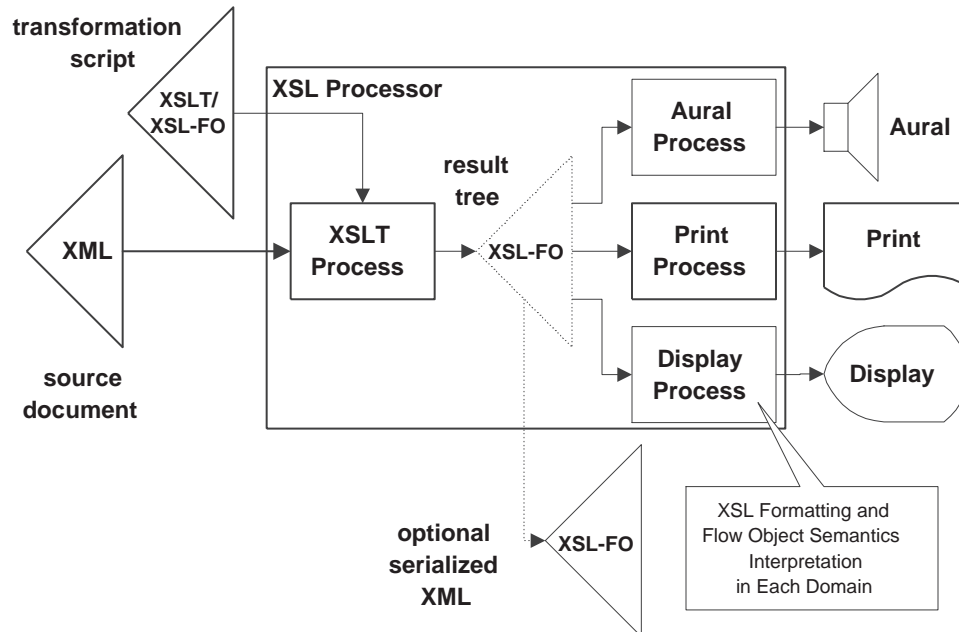 transformation
script
XSLT/
XSL-FO
XSL Processor
Aural
Process
Aural
result
tree
XML
XSLT
Process
XSL-FO
Print
Process
Print
source
document
Display
Process
Display
optional
serialized
XML
XSL-FO
XSL Formatting and
Flow Object Semantics
Interpretation
in Each Domain